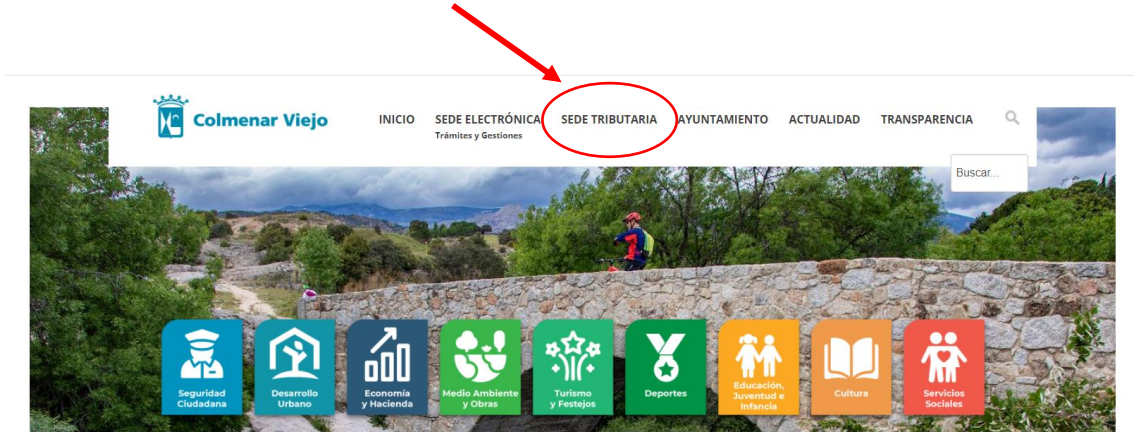 Colmenar Viejo
INICIO
SEDE ELECTRÓNICA
Trámites y Gestiones
SEDE TRIBUTARIA
AYUNTAMIENTO
ACTUALIDAD
TRANSPARENCIA
Buscar...
Seguridad
Ciudadana
Desarrollo
Urbano
Economía
y Hacienda
Medio Ambiente
y Obras
Turismo
y Festejos
Deportes
Educación,
Juventud e
Infancia
Cultura
Servicios
Sociales